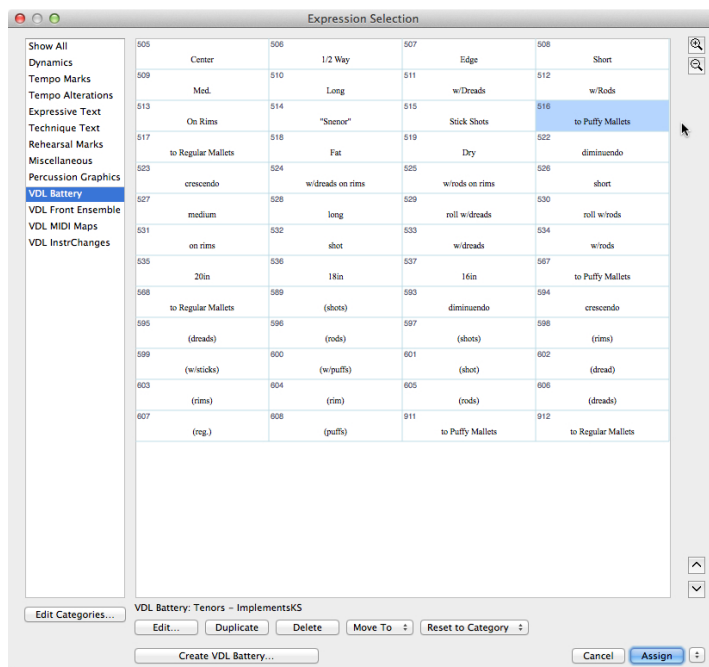 Expression Selection
Show All
Dynamics
Tempo Marks
Tempo Alterations
Expressive Text
Technique Text
Rehearsal Marks
Miscellaneous
Percussion Graphics
VDL Battery
VDL Front Ensemble
VDL MIDI Maps
VDL InstrChanges
505 506 507 508
Center 1/2 Way Edge Short
509 510 511 512
Med. Long w/Dreads w/Rods
513 514 515 516
On Rims "Snenor" Stick Shots to Puffy Mallets
517 518 519 522
to Regular Mallets Fat Dry diminuendo
523 524 525 526
crescendo w/dreads on rims w/rods on rims short
527 528 529 530
medium long roll w/dreads roll w/rods
531 532 533 534
on rims shot w/dreads w/rods
535 536 537 567
20in 18in 16in to Puffy Mallets
568 589 593 594
to Regular Mallets (shots) diminuendo crescendo
595 596 597 598
(dreads) (rods) (shots) (rims)
599 600 601 602
(w/sticks) (w/puffs) (shot) (dread)
603 604 605 606
(rims) (rim) (rods) (dreads)
607 608 911 912
(reg.) (puffs) to Puffy Mallets to Regular Mallets
VDL Battery: Tenors - ImplementsKS
Edit Categories...
Edit... Duplicate Delete Move To Reset to Category
Create VDL Battery... Cancel Assign